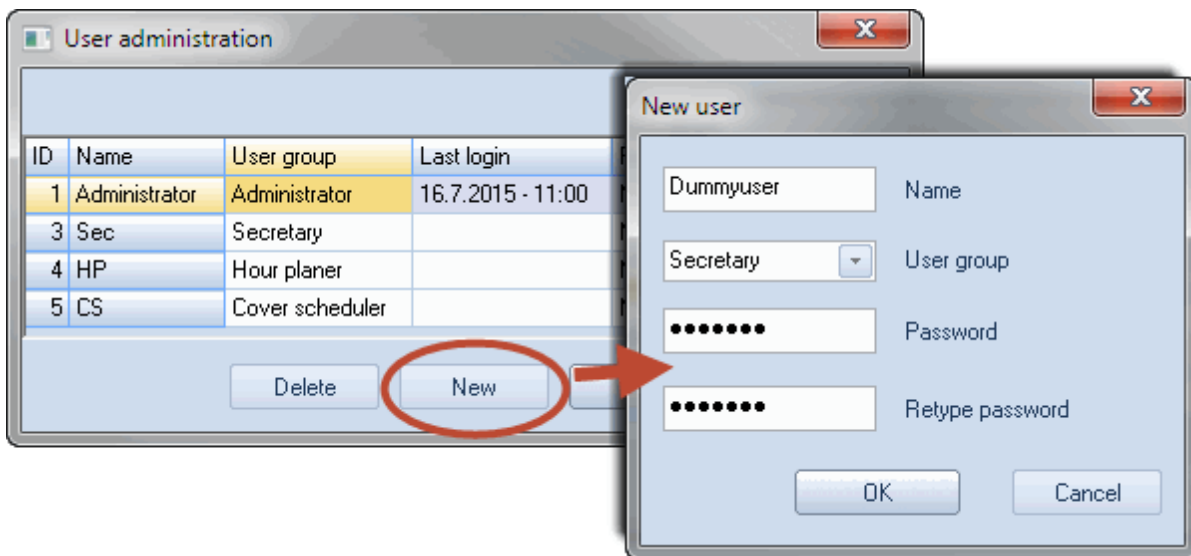 User administration
ID Name User group Last login
1 Administrator Administrator 16.7.2015 - 11:00
3 Sec Secretary
4 HP Hour planer
5 CS Cover scheduler
Delete New
New user
Dummyuser Name
Secretary User group
●●●●●●● Password
●●●●●●● Retype password
OK Cancel